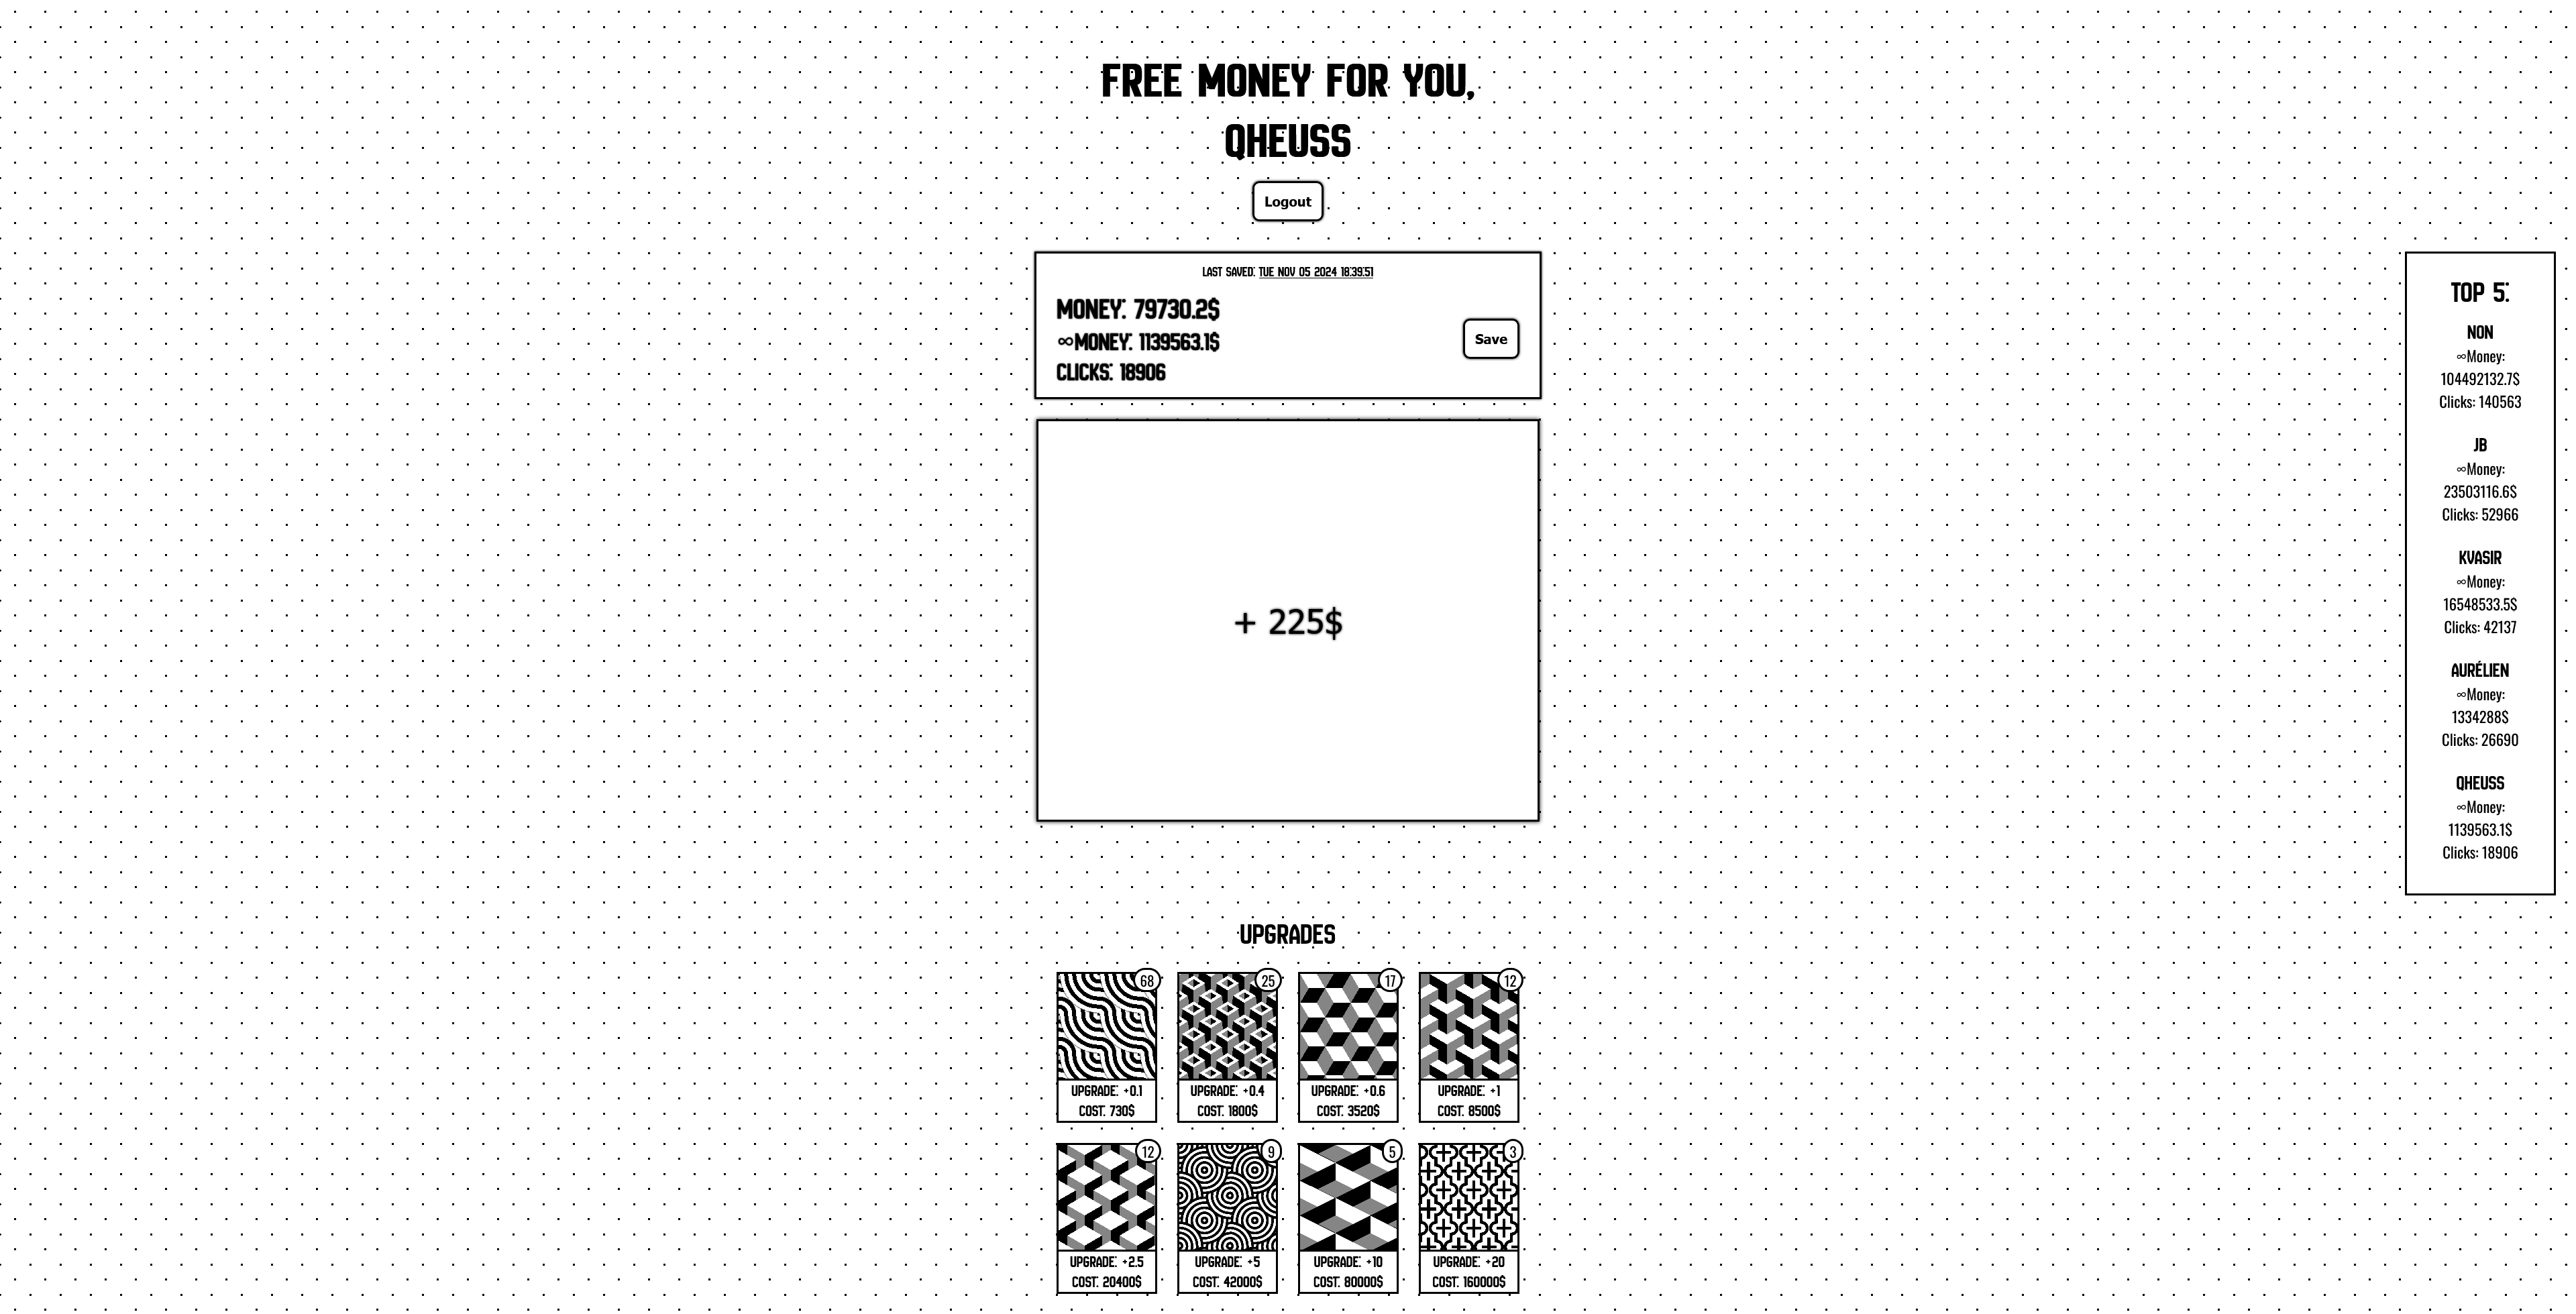 FREE MONEY FOR YOU,
QHEUSS
Logout
LAST SAVED: TUE NOV 05 2024 18:39:51
MONEY: 79730.2$
∞MONEY: 1139563.1$
CLICKS: 18906
Save
+ 225$
TOP 5:
NON
∞Money:
104492132.7$
Clicks: 140563
JB
∞Money:
23503116.6$
Clicks: 52966
KVASIR
∞Money:
16548533.5$
Clicks: 42137
AURÉLIEN
∞Money:
1334288$
Clicks: 26690
QHEUSS
∞Money:
1139563.1$
Clicks: 18906
UPGRADES
68
UPGRADE: +0.1
COST: 730$
25
UPGRADE: +0.4
COST: 1800$
17
UPGRADE: +0.6
COST: 3520$
12
UPGRADE: +1
COST: 8500$
12
UPGRADE: +2.5
COST: 20400$
9
UPGRADE: +5
COST: 42000$
5
UPGRADE: +10
COST: 80000$
3
UPGRADE: +20
COST: 160000$